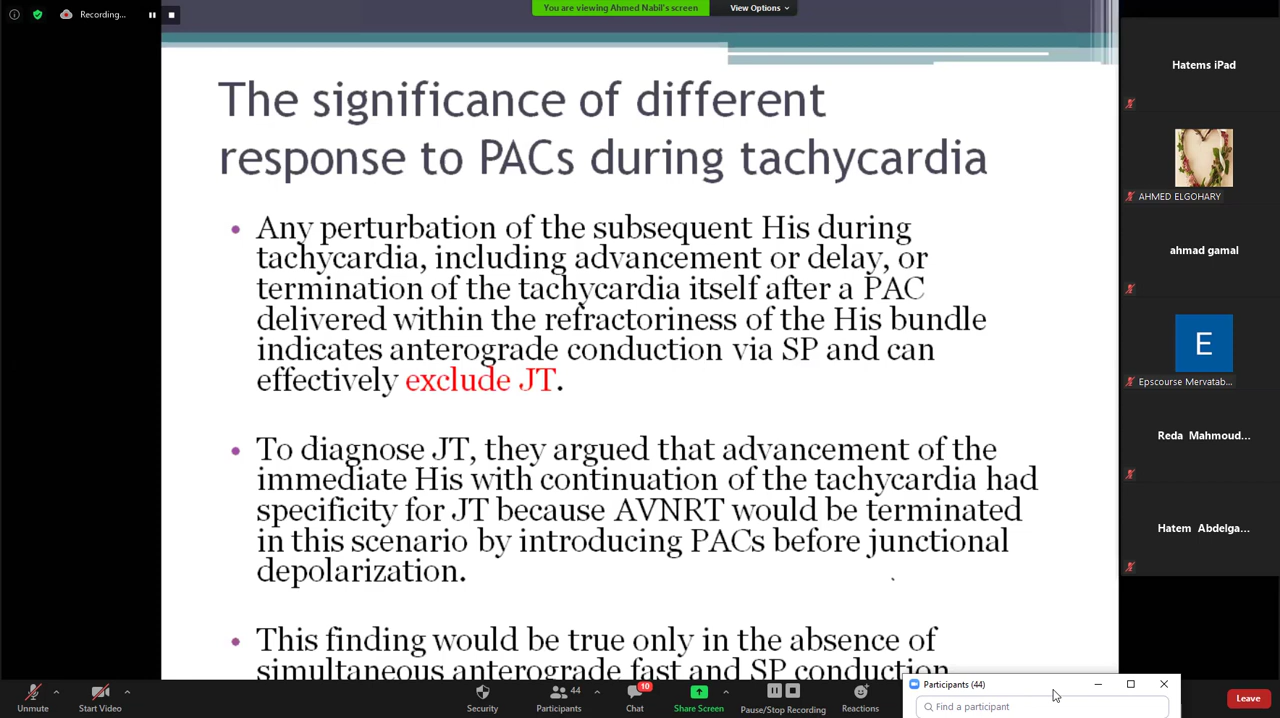 Recording...
You are viewing Ahmed Nabil's screen
View Options
The significance of different
response to PACs during tachycardia
• Any perturbation of the subsequent His during
tachycardia, including advancement or delay, or
termination of the tachycardia itself after a PAC
delivered within the refractoriness of the His bundle
indicates anterograde conduction via SP and can
effectively exclude JT.
• To diagnose JT, they argued that advancement of the
immediate His with continuation of the tachycardia had
specificity for JT because AVNRT would be terminated
in this scenario by introducing PACs before junctional
depolarization.
• This finding would be true only in the absence of
simultaneous anterograde fast and SP conduction
Hatems iPad
AHMED ELGOHARY
ahmad gamal
E
Epscourse Mervatab...
Reda Mahmoud...
Hatem Abdelga...
Participants (44)
Find a participant
Unmute
Start Video
Security
44
Participants
10
Chat
Share Screen
Pause/Stop Recording
Reactions
Leave